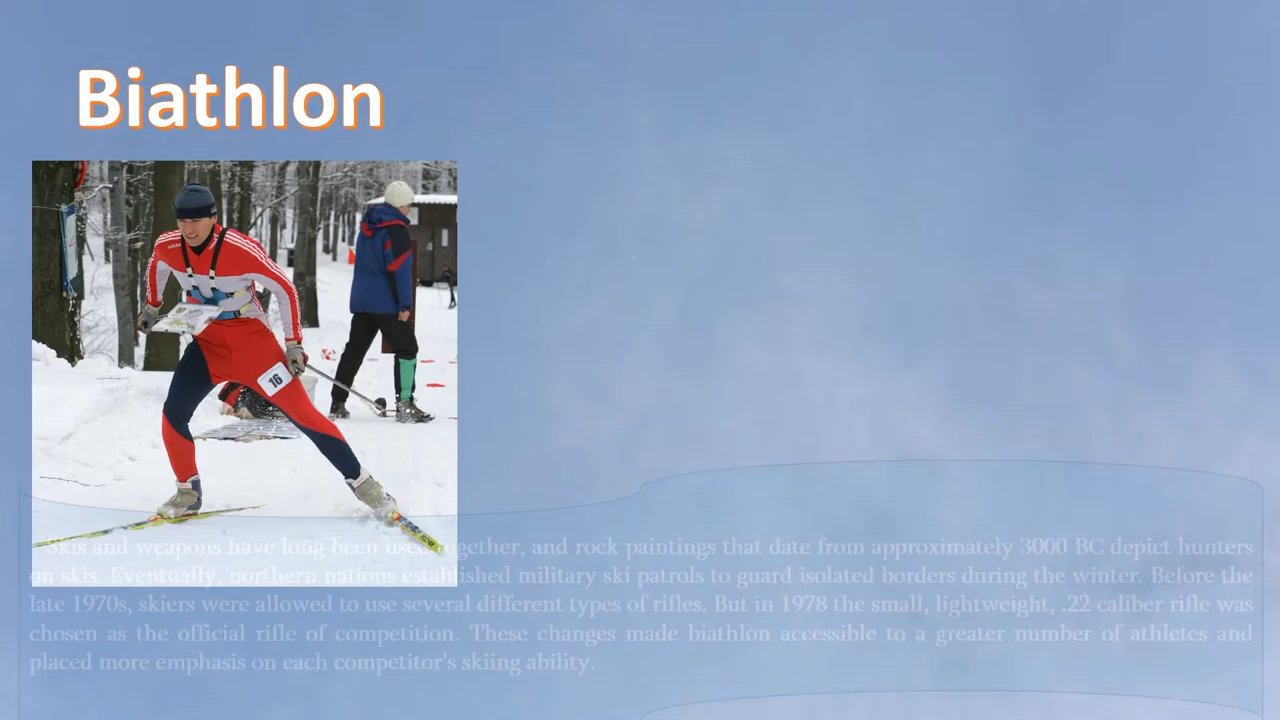 Biathlon
16
Skis and weapons have long been used together, and rock paintings that date from approximately 3000 BC depict hunters
on skis. Eventually, northern nations established military ski patrols to guard isolated borders during the winter. Before the
late 1970s, skiers were allowed to use several different types of rifles. But in 1978 the small, lightweight, .22 caliber rifle was
chosen as the official rifle of competition. These changes made biathlon accessible to a greater number of athletes and
placed more emphasis on each competitor’s skiing ability.